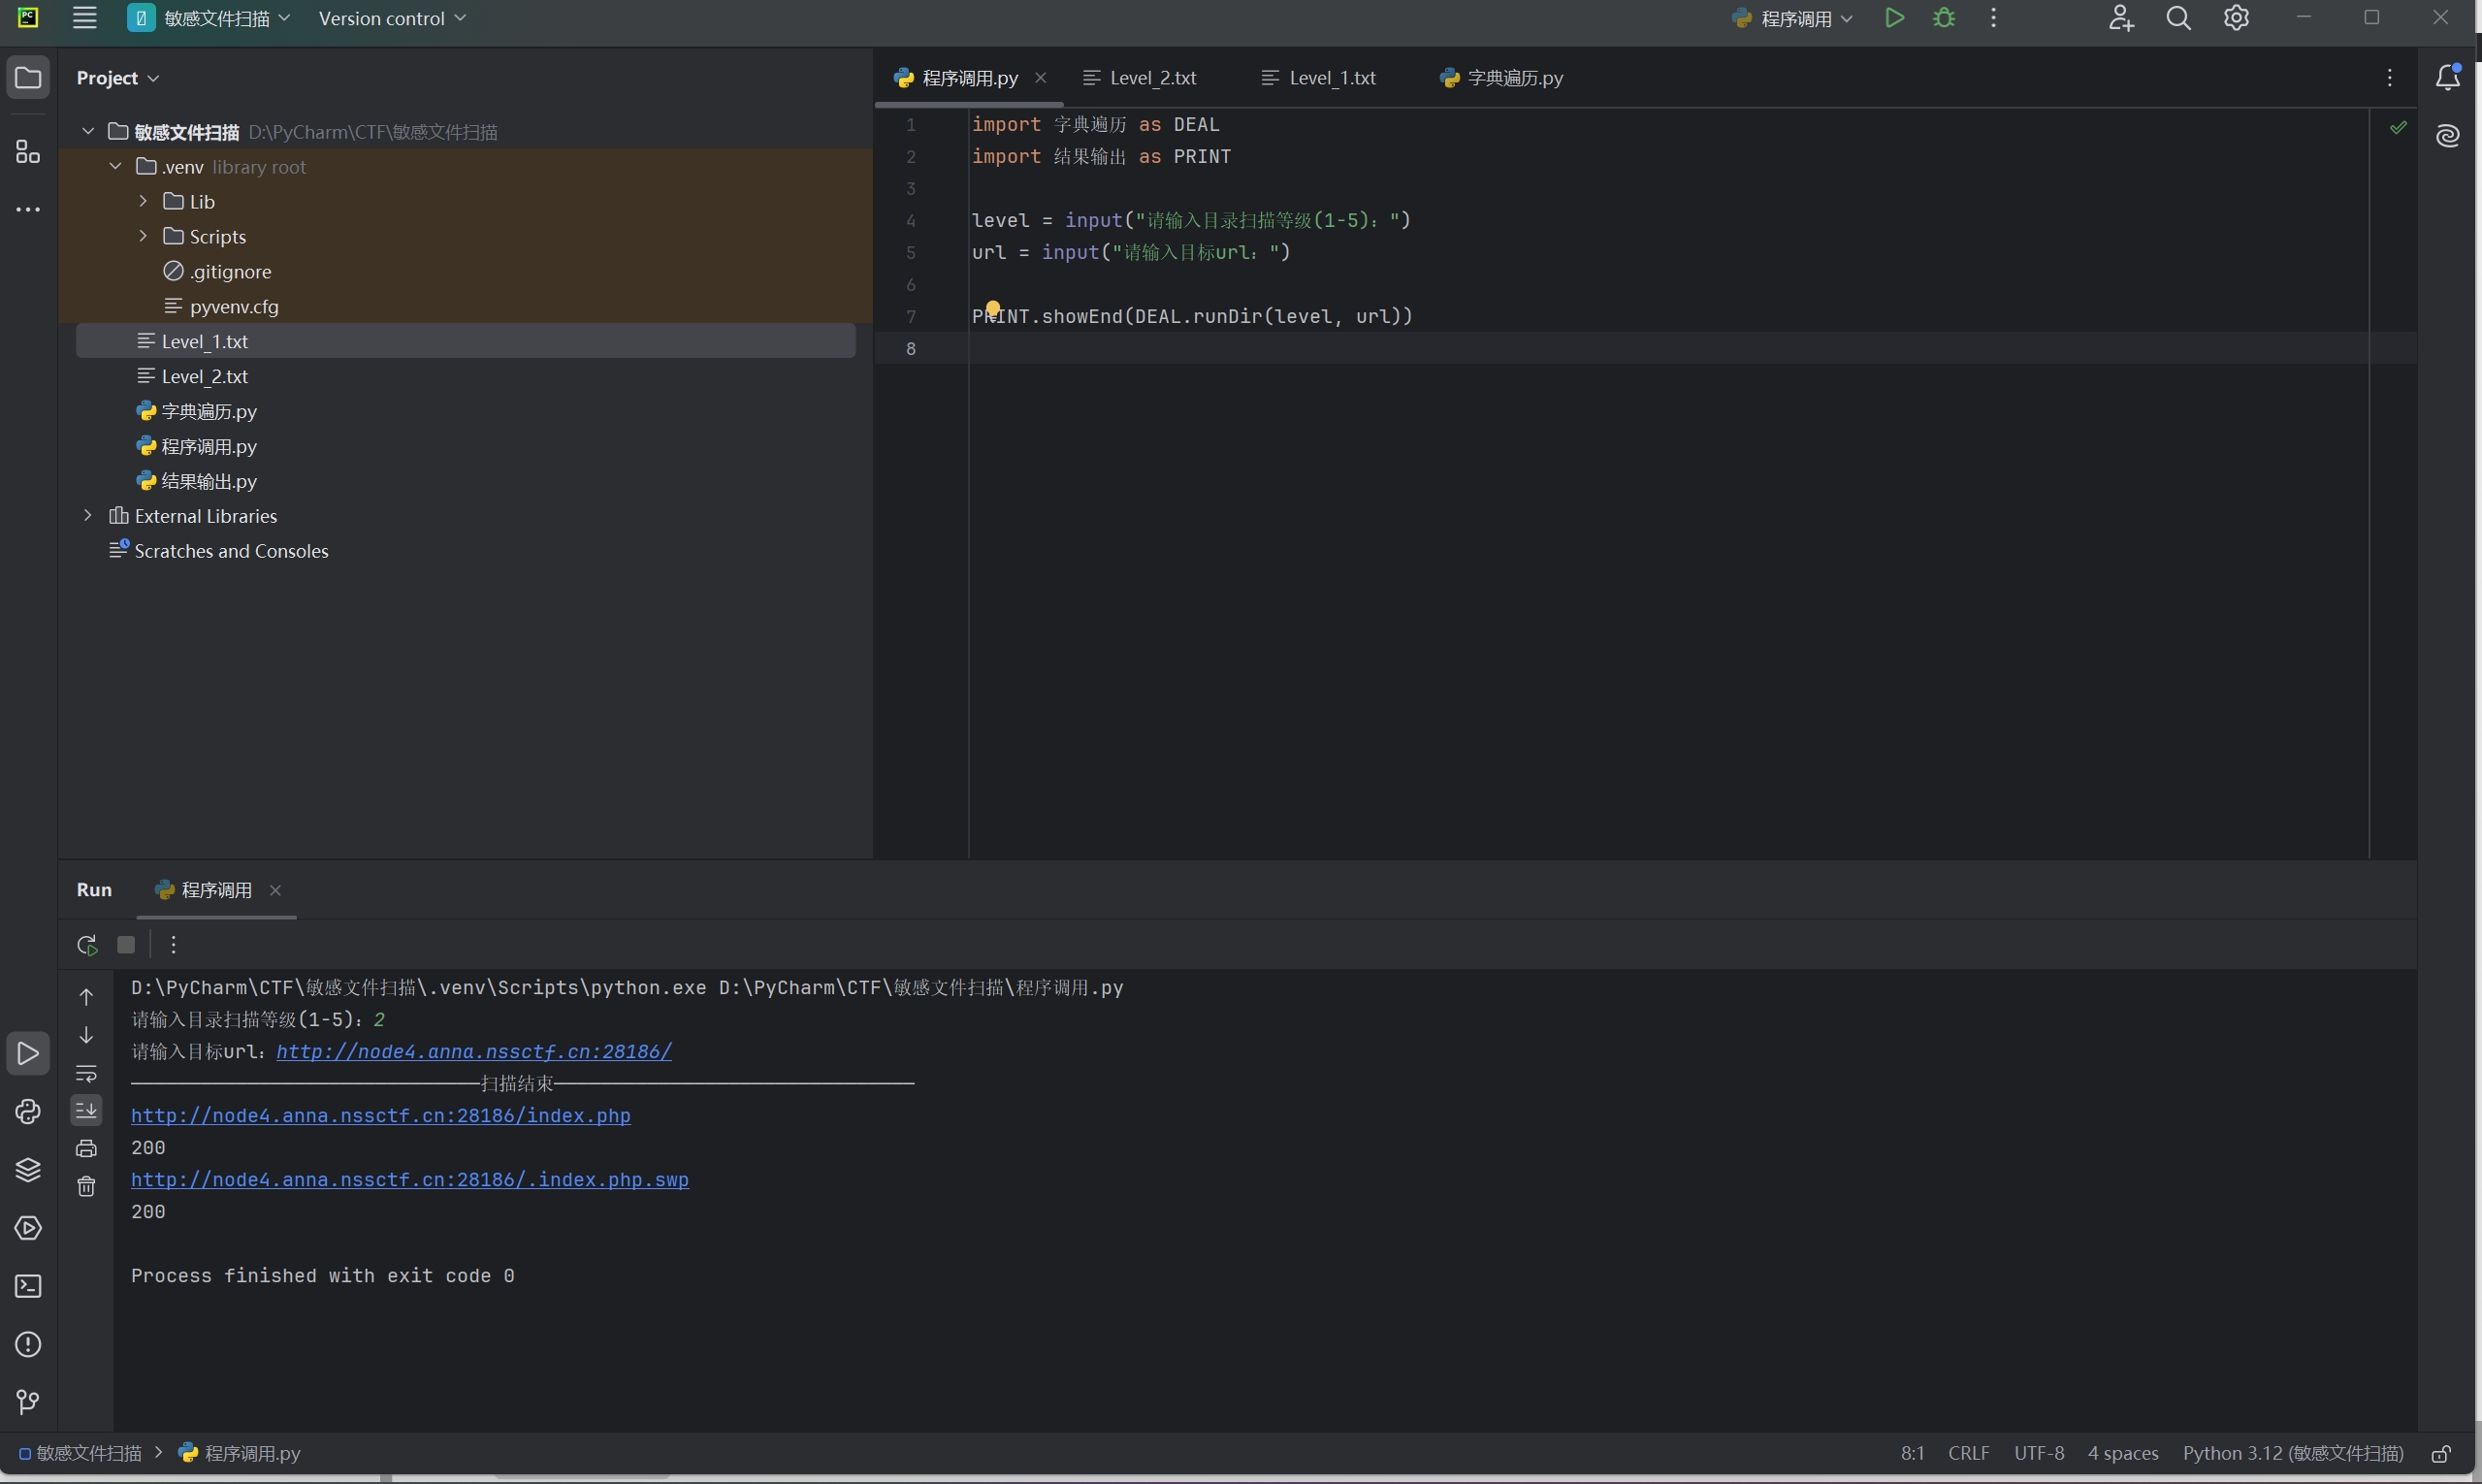 敏感文件扫描 Version control 程序调用
Project
敏感文件扫描 D:\PyCharm\CTF\敏感文件扫描
.venv library root
Lib
Scripts
.gitignore
pyvenv.cfg
Level_1.txt
Level_2.txt
字典遍历.py
程序调用.py
结果输出.py
External Libraries
Scratches and Consoles
程序调用.py Level_2.txt Level_1.txt 字典遍历.py
1 import 字典遍历 as DEAL
2 import 结果输出 as PRINT
3
4 level = input("请输入目录扫描等级(1-5)：")
5 url = input("请输入目标url：")
6
7 PRINT.showEnd(DEAL.runDir(level, url))
8
Run 程序调用
D:\PyCharm\CTF\敏感文件扫描\.venv\Scripts\python.exe D:\PyCharm\CTF\敏感文件扫描\程序调用.py
请输入目录扫描等级(1-5)：2
请输入目标url：http://node4.anna.nssctf.cn:28186/
——————————————————————————————扫描结束———————————————————————————————
http://node4.anna.nssctf.cn:28186/index.php
200
http://node4.anna.nssctf.cn:28186/.index.php.swp
200
Process finished with exit code 0
敏感文件扫描 程序调用.py 8:1 CRLF UTF-8 4 spaces Python 3.12 (敏感文件扫描)